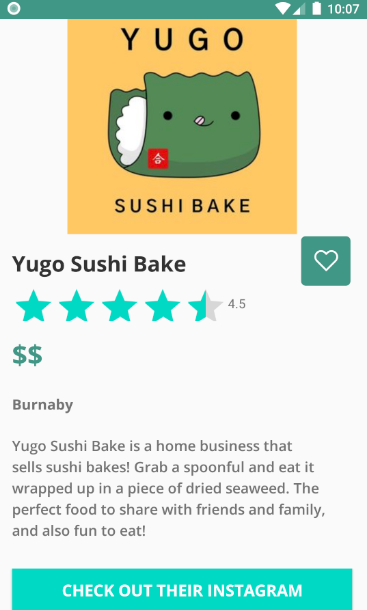 10:07
YUGO
合
SUSHI BAKE
Yugo Sushi Bake
4.5
$$
Burnaby
Yugo Sushi Bake is a home business that
sells sushi bakes! Grab a spoonful and eat it
wrapped up in a piece of dried seaweed. The
perfect food to share with friends and family,
and also fun to eat!
CHECK OUT THEIR INSTAGRAM